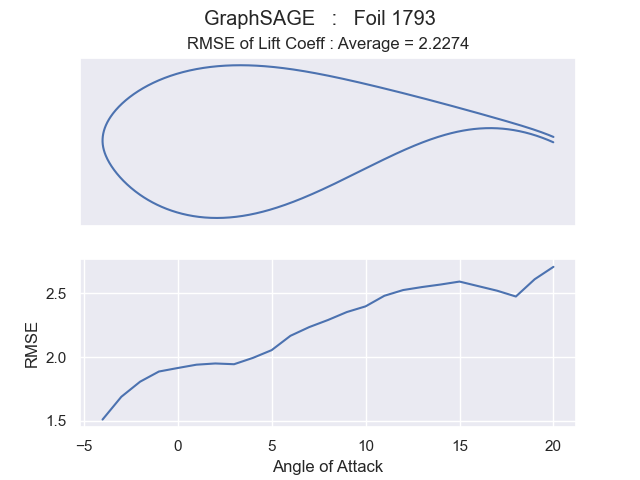 GraphSAGE : Foil 1793
RMSE of Lift Coeff : Average = 2.2274
2.5
2.0
1.5
RMSE
−5 0 5 10 15 20
Angle of Attack